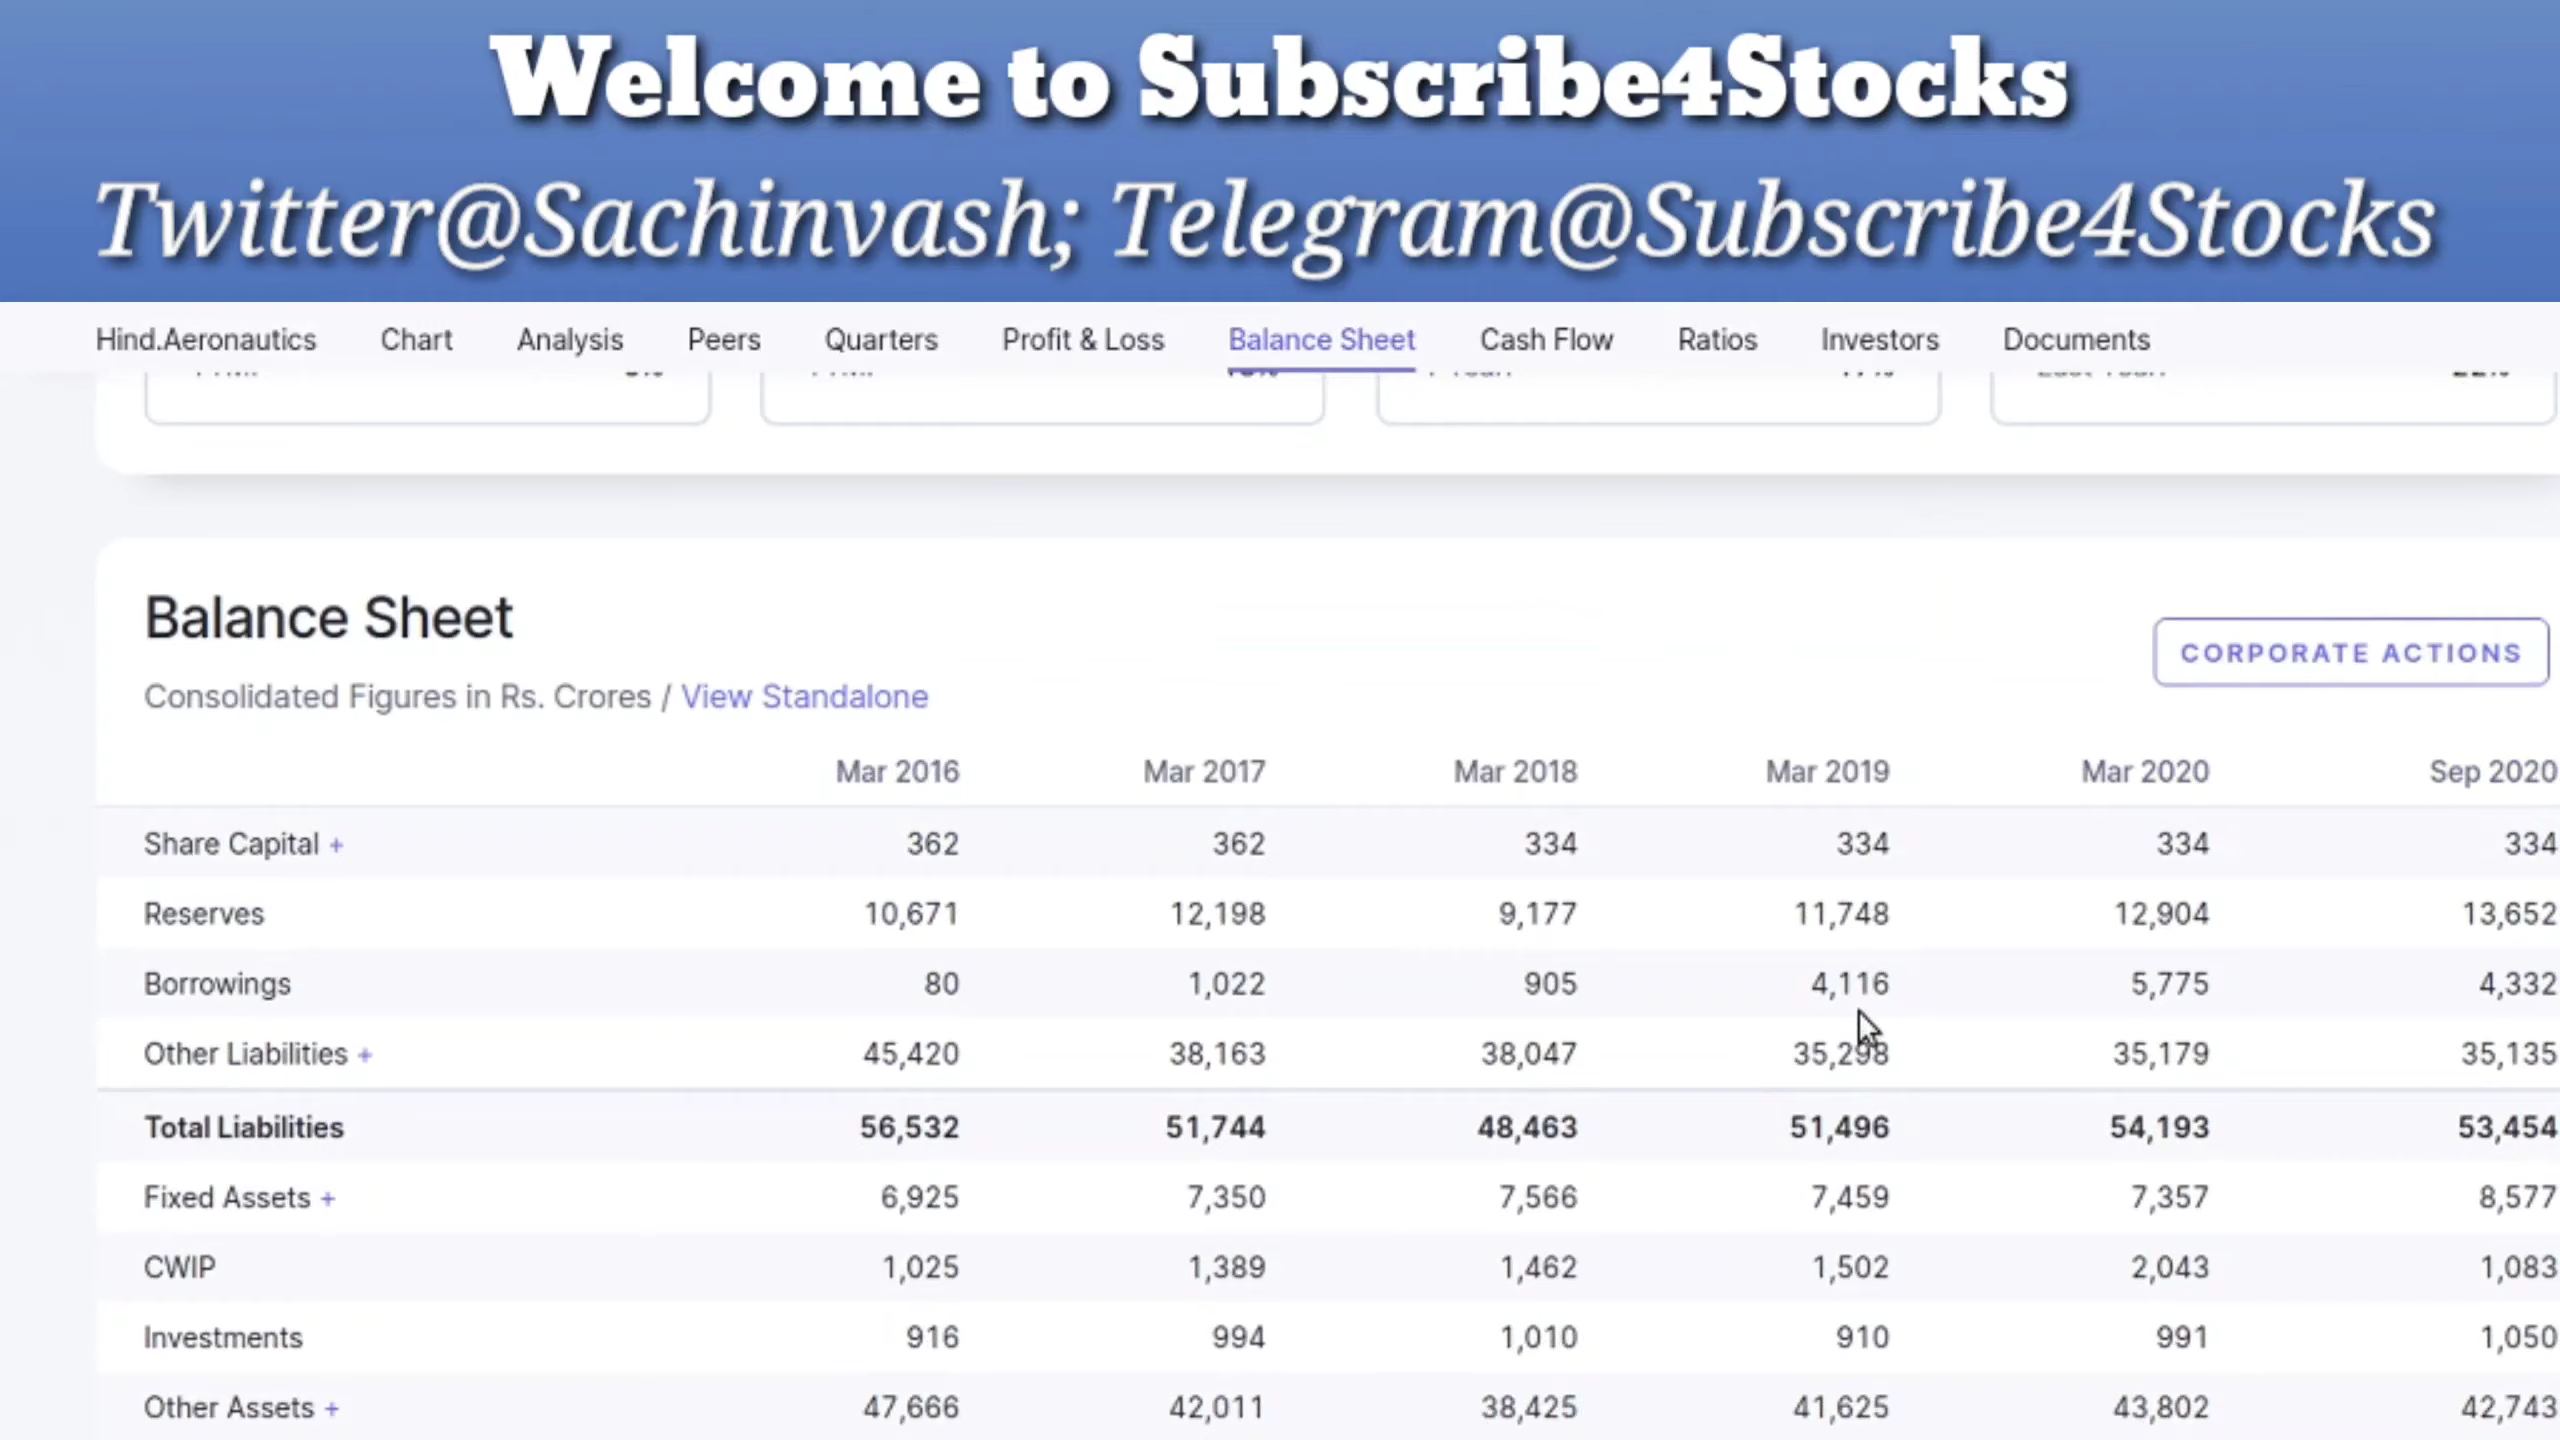 Welcome to Subscribe4Stocks
Twitter@Sachinvash; Telegram@Subscribe4Stocks
Hind.Aeronautics Chart Analysis Peers Quarters Profit & Loss Balance Sheet Cash Flow Ratios Investors Documents
Balance Sheet
CORPORATE ACTIONS
Consolidated Figures in Rs. Crores / View Standalone
Mar 2016 Mar 2017 Mar 2018 Mar 2019 Mar 2020 Sep 2020
Share Capital + 362 362 334 334 334 334
Reserves 10,671 12,198 9,177 11,748 12,904 13,652
Borrowings 80 1,022 905 4,116 5,775 4,332
Other Liabilities + 45,420 38,163 38,047 35,298 35,179 35,135
Total Liabilities 56,532 51,744 48,463 51,496 54,193 53,454
Fixed Assets + 6,925 7,350 7,566 7,459 7,357 8,577
CWIP 1,025 1,389 1,462 1,502 2,043 1,083
Investments 916 994 1,010 910 991 1,050
Other Assets + 47,666 42,011 38,425 41,625 43,802 42,743